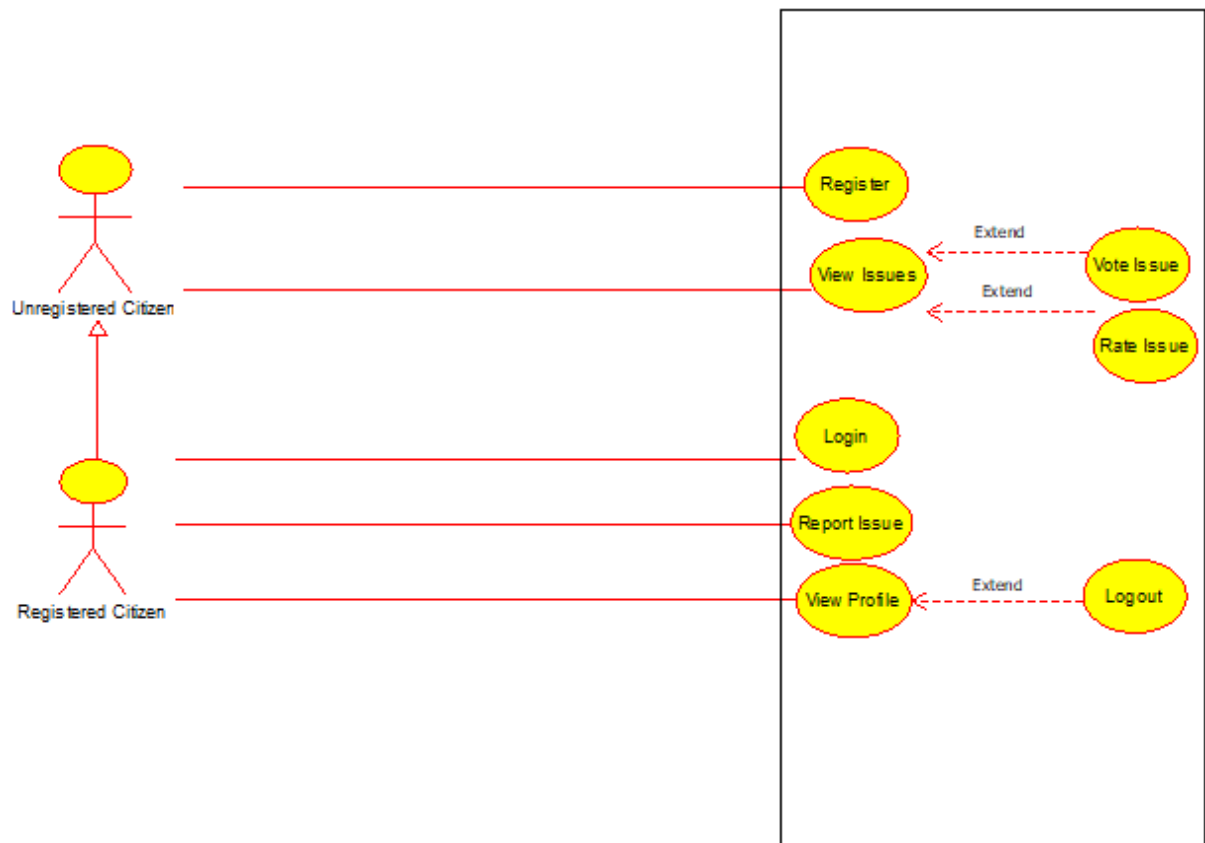 Register
Extend
View Issues
Vote Issue
Extend
Unregistered Citizen
Rate Issue
Login
Report Issue
Extend
View Profile
Logout
Registered Citizen